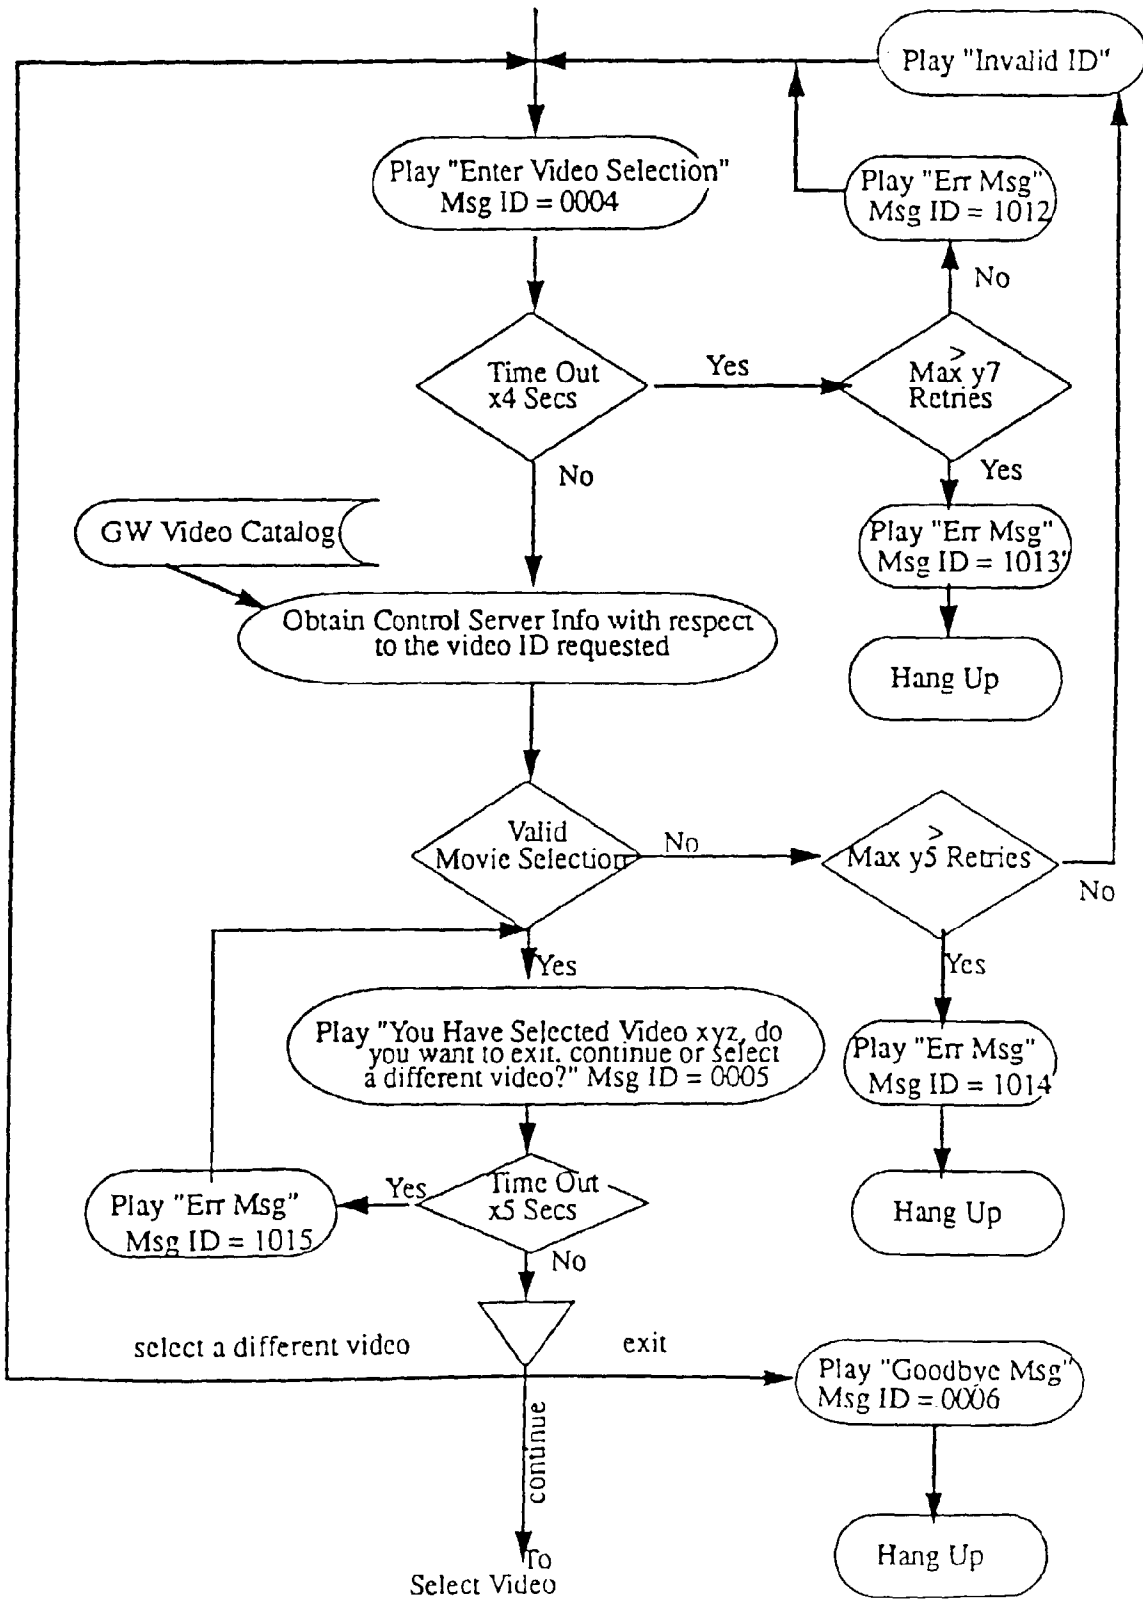 Play "Invalid ID"
Play "Enter Video Selection"
Msg ID = 0004
Play "Err Msg"
Msg ID = 1012
No
Time Out
x4 Secs
Yes
>
Max y7
Retries
No
Yes
GW Video Catalog
Play "Err Msg"
Msg ID = 1013
Obtain Control Server Info with respect
to the video ID requested
Hang Up
Valid
Movie Selection
No
>
Max y5 Retries
No
Yes
Yes
Play "You Have Selected Video xyz, do
you want to exit, continue or select
a different video?" Msg ID = 0005
Play "Err Msg"
Msg ID = 1014
Play "Err Msg"
Msg ID = 1015
Yes
Time Out
x5 Secs
No
Hang Up
select a different video
exit
Play "Goodbye Msg"
Msg ID = 0006
continue
To
Select Video
Hang Up